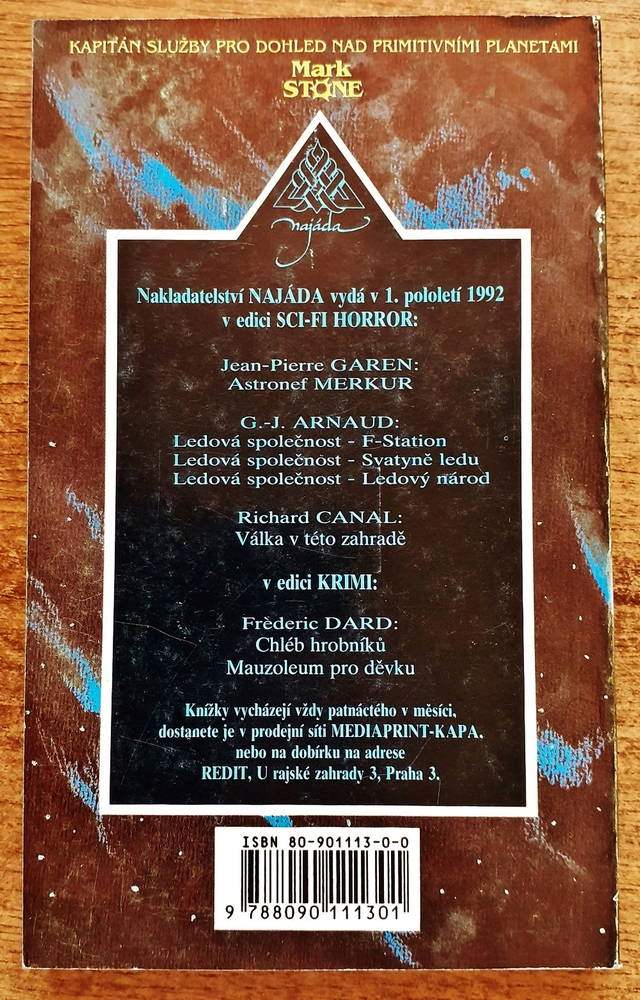 KAPITÁN SLUŽBY PRO DOHLED NAD PRIMITIVNÍMI PLANETAMI
Mark
STONE
najáda
Nakladatelství NAJÁDA vydá v 1. pololetí 1992
v edici SCI-FI HORROR:
Jean-Pierre GAREN:
Astronef MERKUR
G.-J. ARNAUD:
Ledová společnost - F-Station
Ledová společnost - Svatyně ledu
Ledová společnost - Ledový národ
Richard CANAL:
Válka v této zahradě
v edici KRIMI:
Frèderic DARD:
Chléb hrobníků
Mauzoleum pro děvku
Knížky vycházejí vždy patnáctého v měsíci,
dostanete je v prodejní síti MEDIAPRINT-KAPA,
nebo na dobírku na adrese
REDIT, U rajské zahrady 3, Praha 3.
ISBN 80-901113-0-0
9 788090 111301